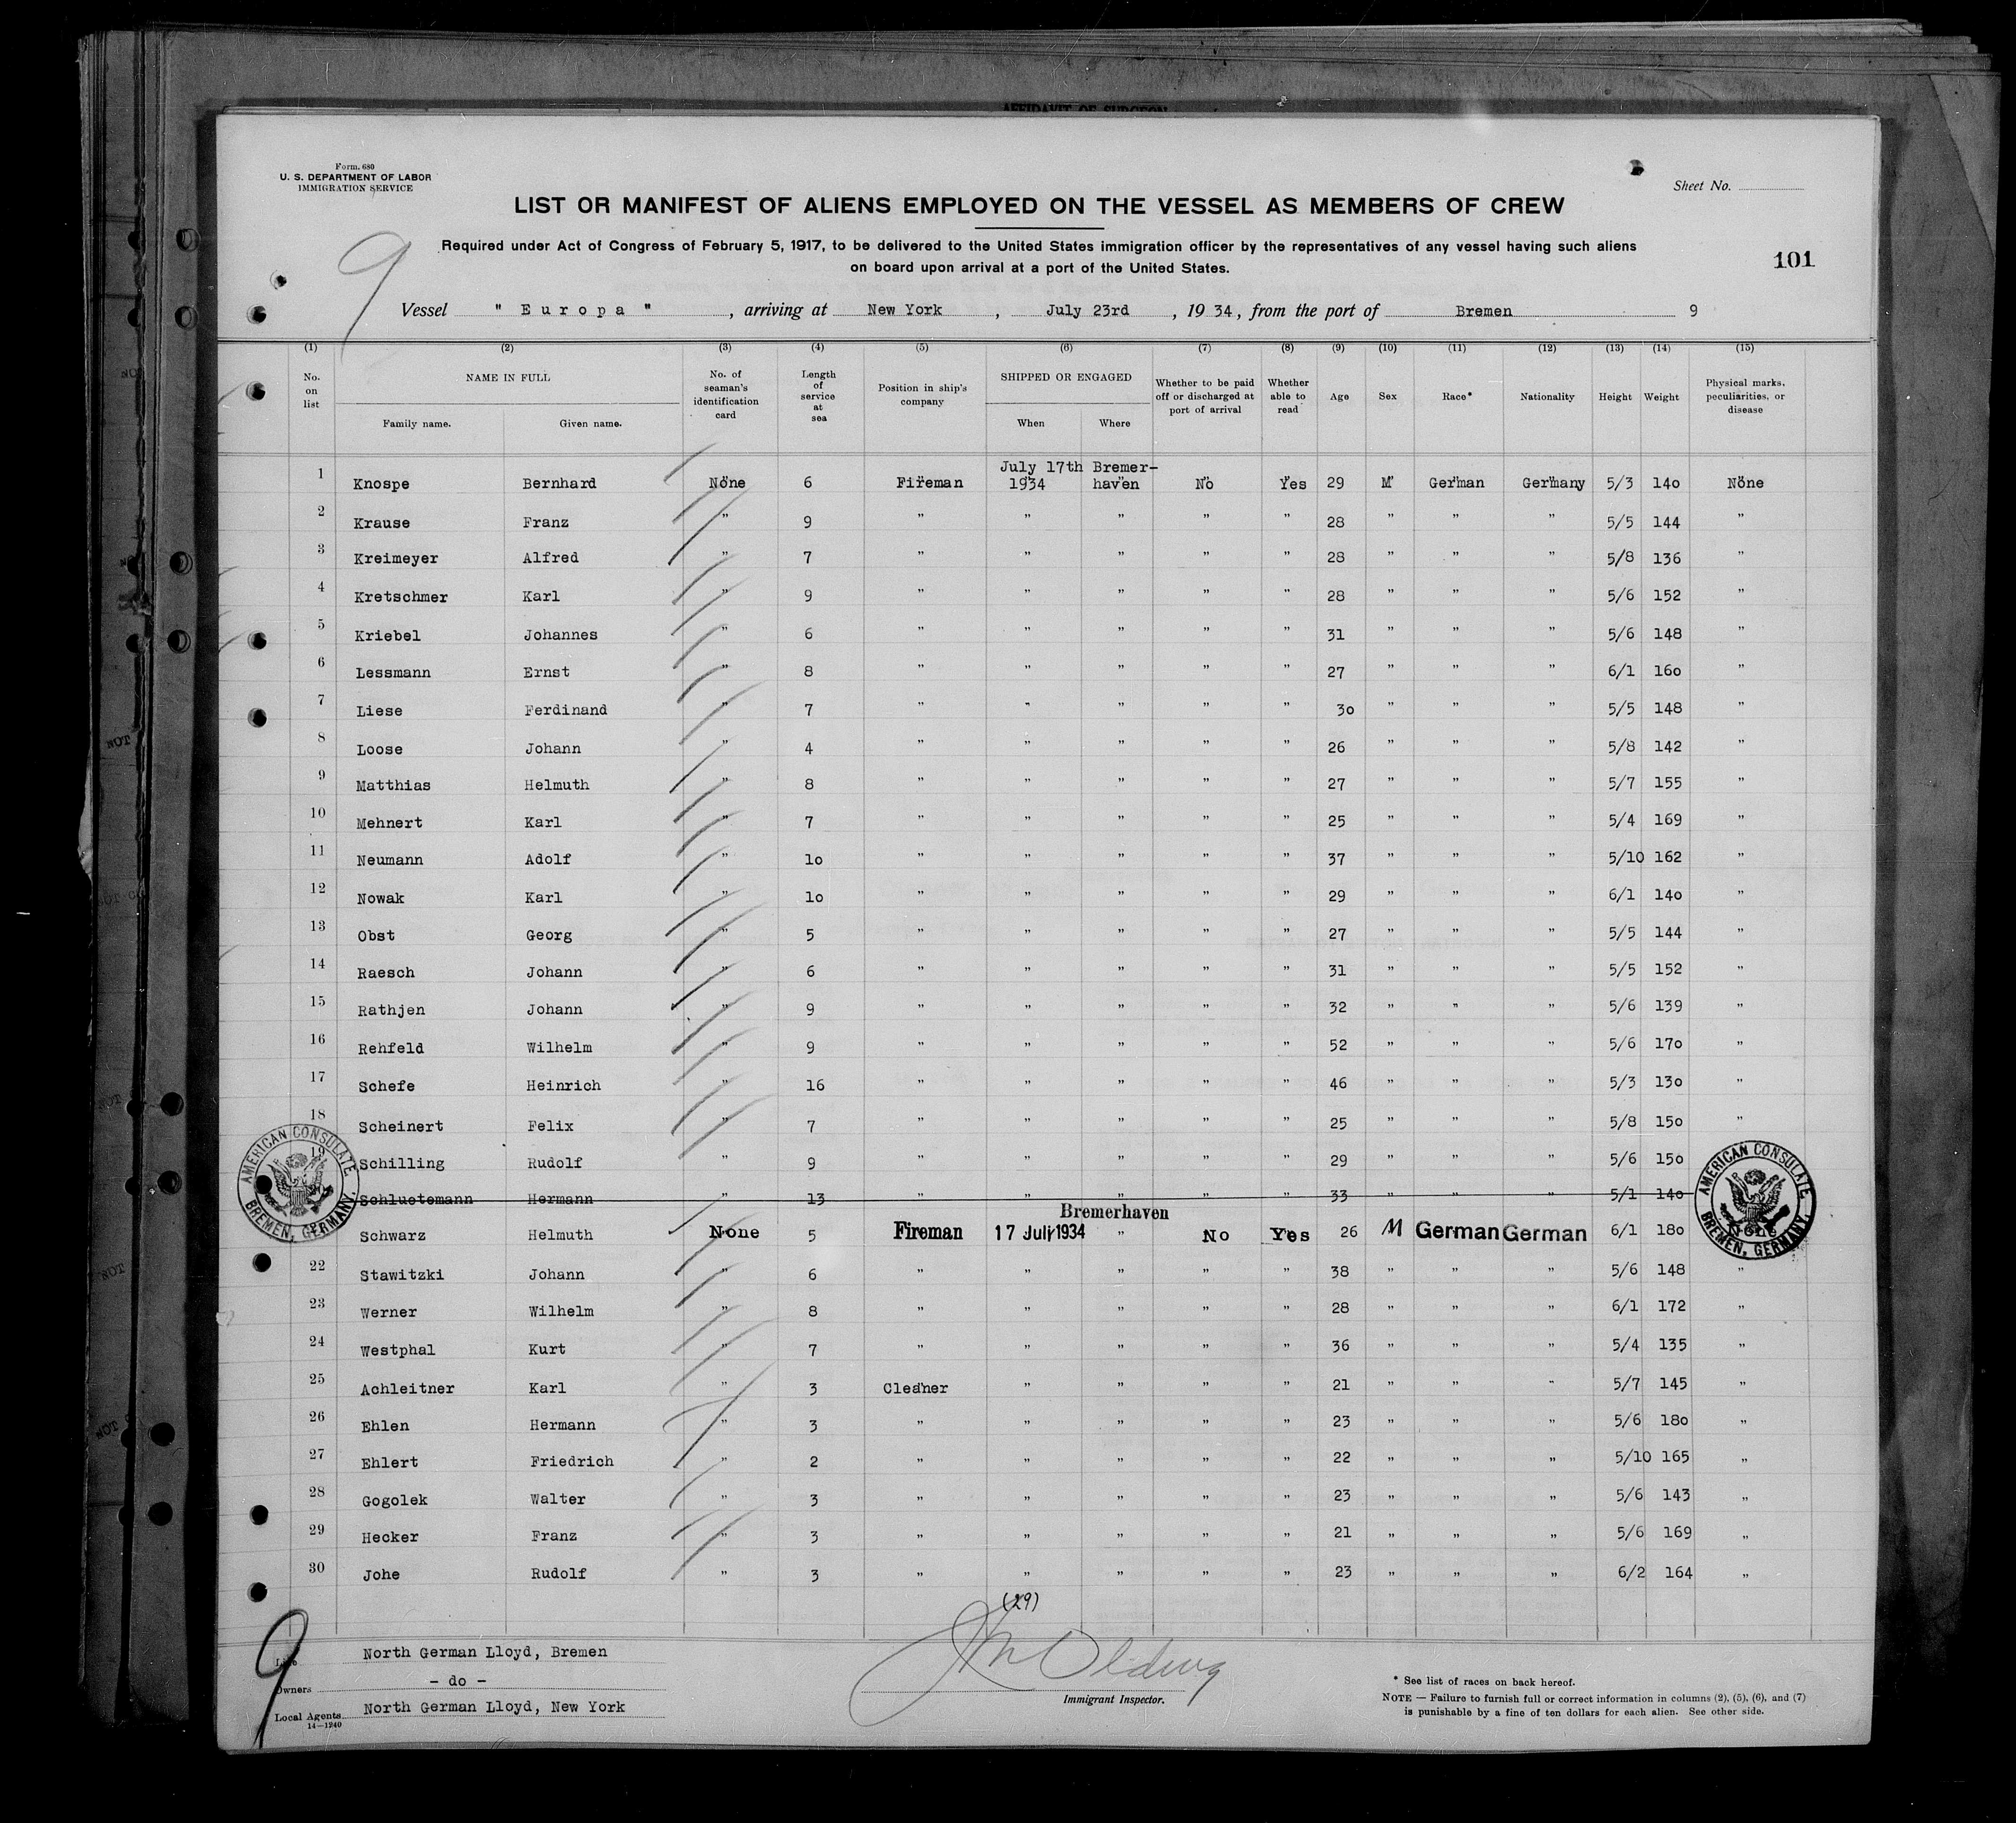 AFFIDAVIT OF SURGEON
Form. 680
U. S. DEPARTMENT OF LABOR
IMMIGRATION SERVICE
Sheet No.
LIST OR MANIFEST OF ALIENS EMPLOYED ON THE VESSEL AS MEMBERS OF CREW
Required under Act of Congress of February 5, 1917, to be delivered to the United States immigration officer by the representatives of any vessel having such aliens
on board upon arrival at a port of the United States.
101
9
Vessel " Europa " , arriving at New York , July 23rd , 19 34 , from the port of Bremen 9
(1) (2) (3) (4) (5) (6) (7) (8) (9) (10) (11) (12) (13) (14) (15)
No. on list NAME IN FULL Family name. Given name. No. of seaman's identification card Length of service at sea Position in ship's company SHIPPED OR ENGAGED When Where Whether to be paid off or discharged at port of arrival Whether able to read Age Sex Race* Nationality Height Weight Physical marks, peculiarities, or disease
1 Knospe Bernhard None 6 Fireman July 17th 1934 Bremer-haven No Yes 29 M German Germany 5/3 140 None
2 Krause Franz " 9 " " " " " 28 " " " 5/5 144 "
3 Kreimeyer Alfred " 7 " " " " " 28 " " " 5/8 136 "
4 Kretschmer Karl " 9 " " " " " 28 " " " 5/6 152 "
5 Kriebel Johannes " 6 " " " " " 31 " " " 5/6 148 "
6 Lessmann Ernst " 8 " " " " " 27 " " " 6/1 160 "
7 Liese Ferdinand " 7 " " " " " 30 " " " 5/5 148 "
8 Loose Johann " 4 " " " " " 26 " " " 5/8 142 "
9 Matthias Helmuth " 8 " " " " " 27 " " " 5/7 155 "
10 Mehnert Karl " 7 " " " " " 25 " " " 5/4 169 "
11 Neumann Adolf " 10 " " " " " 37 " " " 5/10 162 "
12 Nowak Karl " 10 " " " " " 29 " " " 6/1 140 "
13 Obst Georg " 5 " " " " " 27 " " " 5/5 144 "
14 Raesch Johann " 6 " " " " " 31 " " " 5/5 152 "
15 Rathjen Johann " 9 " " " " " 32 " " " 5/6 139 "
16 Rehfeld Wilhelm " 9 " " " " " 52 " " " 5/6 170 "
17 Schefe Heinrich " 16 " " " " " 46 " " " 5/3 130 "
18 Scheinert Felix " 7 " " " " " 25 " " " 5/8 150 "
19 Schilling Rudolf " 9 " " " " " 29 " " " 5/6 150
Schluetemann Hermann " 13 " " " " " 33 " " " 5/1 140
Schwarz Helmuth None 5 Fireman 17 July 1934 Bremerhaven " No Yes 26 M German German 6/1 180 None
22 Stawitzki Johann " 6 " " " " " 38 " " " 5/6 148 "
23 Werner Wilhelm " 8 " " " " " 28 " " " 6/1 172 "
24 Westphal Kurt " 7 " " " " " 36 " " " 5/4 135 "
25 Achleitner Karl " 3 Cleaner " " " " 21 " " " 5/7 145 "
26 Ehlen Hermann " 3 " " " " " 23 " " " 5/6 180 "
27 Ehlert Friedrich " 2 " " " " " 22 " " " 5/10 165 "
28 Gogolek Walter " 3 " " " " " 23 " " " 5/6 143 "
29 Hecker Franz " 3 " " " " " 21 " " " 5/6 169 "
30 Johe Rudolf " 3 " " " " " 23 " " " 6/2 164 "
AMERICAN CONSULATE
BREMEN, GERMANY.
AMERICAN CONSULATE
BREMEN, GERMANY.
(29)
9
Line North German Lloyd, Bremen
Owners - do -
Local Agents North German Lloyd, New York
14—1240
Immigrant Inspector.
* See list of races on back hereof.
NOTE — Failure to furnish full or correct information in columns (2), (5), (6), and (7)
is punishable by a fine of ten dollars for each alien. See other side.